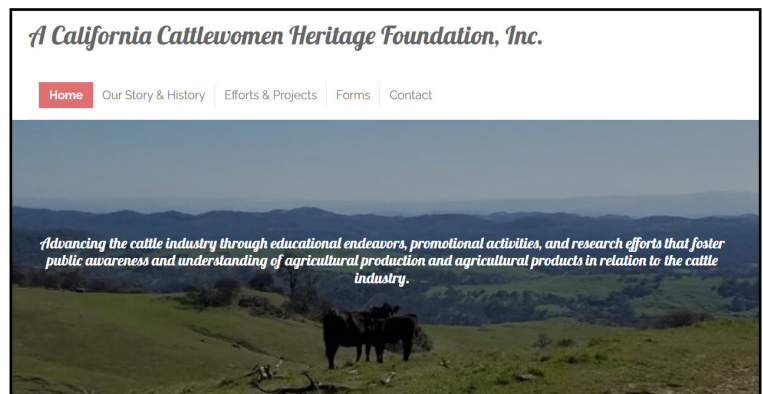 A California Cattlewomen Heritage Foundation, Inc.
Home Our Story & History Efforts & Projects Forms Contact
Advancing the cattle industry through educational endeavors, promotional activities, and research efforts that foster
public awareness and understanding of agricultural production and agricultural products in relation to the cattle
industry.